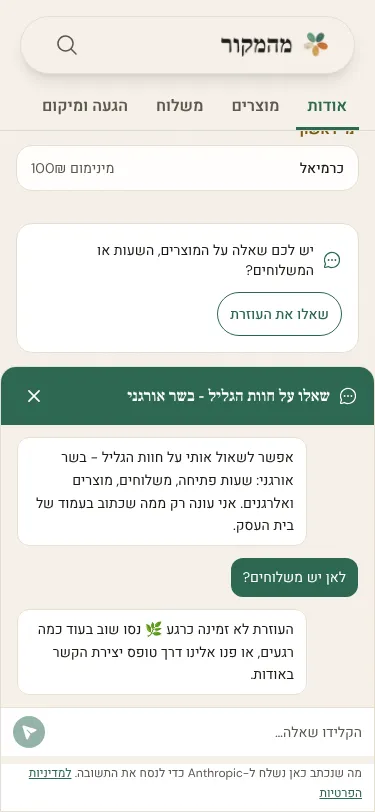 מהמקור
אודות
מוצרים
משלוח
הגעה ומיקום
כרמיאל
מינימום 100₪
יש לכם שאלה על המוצרים, השעות או
המשלוחים?
שאלו את העוזרת
שאלו על חוות הגליל - בשר אורגני
אפשר לשאול אותי על חוות הגליל – בשר
אורגני: שעות פתיחה, משלוחים, מוצרים
ואלרגנים. אני עונה רק ממה שכתוב בעמוד של
בית העסק.
לאן יש משלוחים?
העוזרת לא זמינה כרגע 🌿 נסו שוב בעוד כמה
רגעים, או פנו אלינו דרך טופס יצירת הקשר
באודות.
הקלידו שאלה...
מה שנכתב כאן נשלח ל-Anthropic כדי לנסח את התשובה. למדיניות
הפרטיות